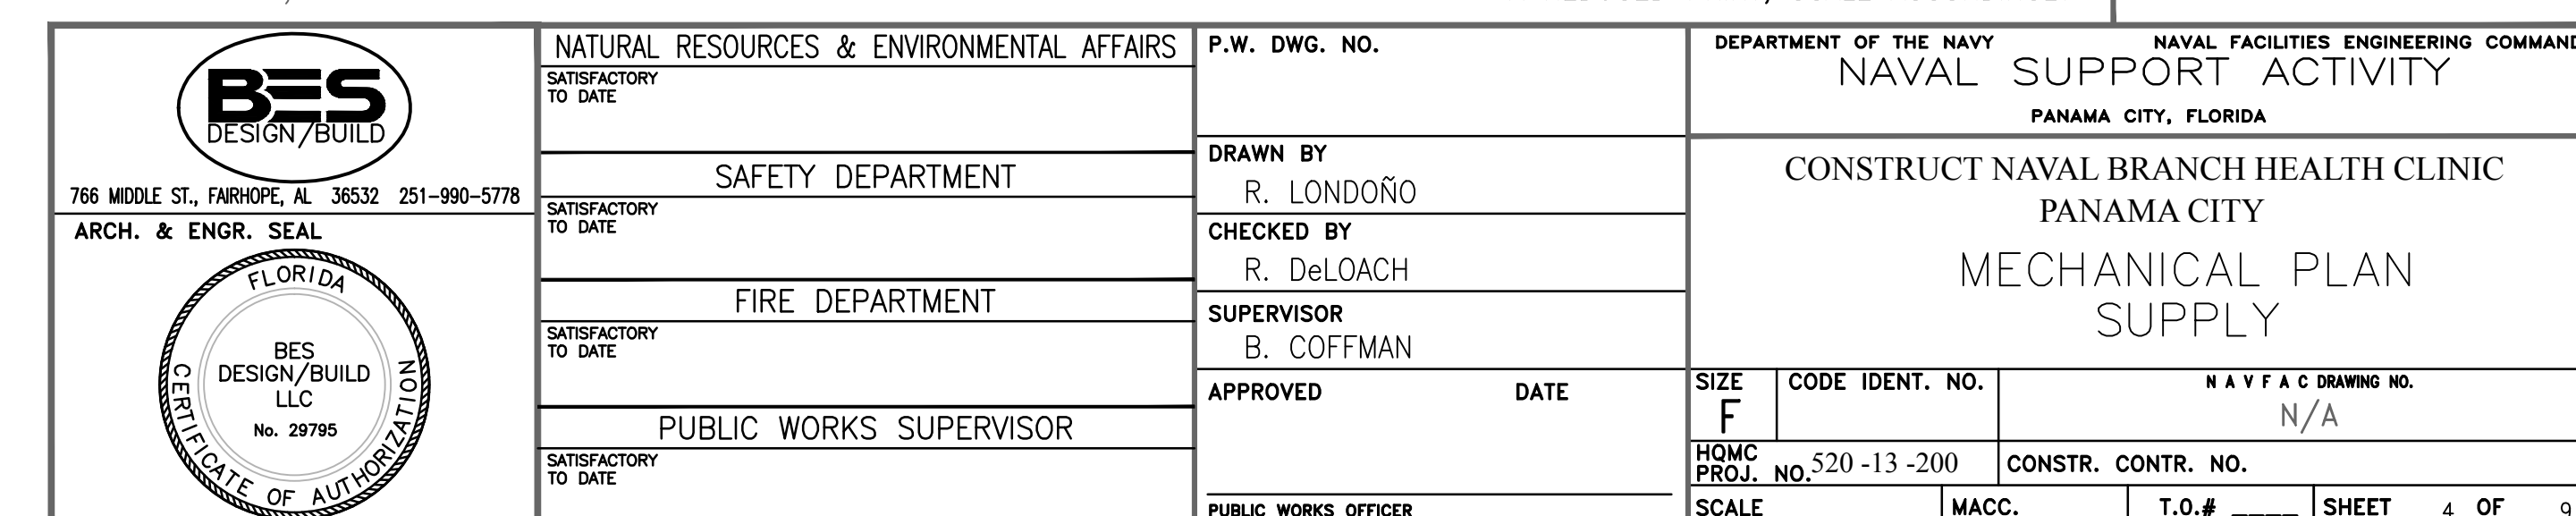 BES
DESIGN/BUILD
766 MIDDLE ST., FAIRHOPE, AL 36532 251-990-5778
ARCH. & ENGR. SEAL
FLORIDA
BES
DESIGN/BUILD
LLC
No. 29795
CERTIFICATE OF AUTHORIZATION
NATURAL RESOURCES & ENVIRONMENTAL AFFAIRS
SATISFACTORY
TO DATE
SAFETY DEPARTMENT
SATISFACTORY
TO DATE
FIRE DEPARTMENT
SATISFACTORY
TO DATE
PUBLIC WORKS SUPERVISOR
SATISFACTORY
TO DATE
P.W. DWG. NO.
DRAWN BY
R. LONDOÑO
CHECKED BY
R. DeLOACH
SUPERVISOR
B. COFFMAN
APPROVED DATE
PUBLIC WORKS OFFICER
DEPARTMENT OF THE NAVY NAVAL FACILITIES ENGINEERING COMMAND
NAVAL SUPPORT ACTIVITY
PANAMA CITY, FLORIDA
CONSTRUCT NAVAL BRANCH HEALTH CLINIC
PANAMA CITY
MECHANICAL PLAN
SUPPLY
SIZE
F
CODE IDENT. NO.
N A V F A C DRAWING NO.
N/A
HQMC
PROJ. NO. 520 -13 -200
CONSTR. CONTR. NO.
SCALE
MACC.
T.O.# ____
SHEET 4 OF 9